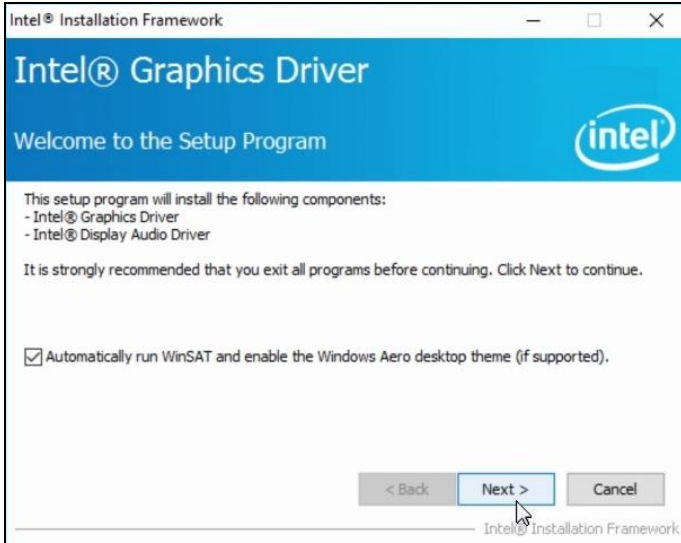 Intel® Installation Framework
Intel® Graphics Driver
Welcome to the Setup Program
intel
This setup program will install the following components:
- Intel® Graphics Driver
- Intel® Display Audio Driver
It is strongly recommended that you exit all programs before continuing. Click Next to continue.
Automatically run WinSAT and enable the Windows Aero desktop theme (if supported).
< Back Next > Cancel
Intel® Installation Framework